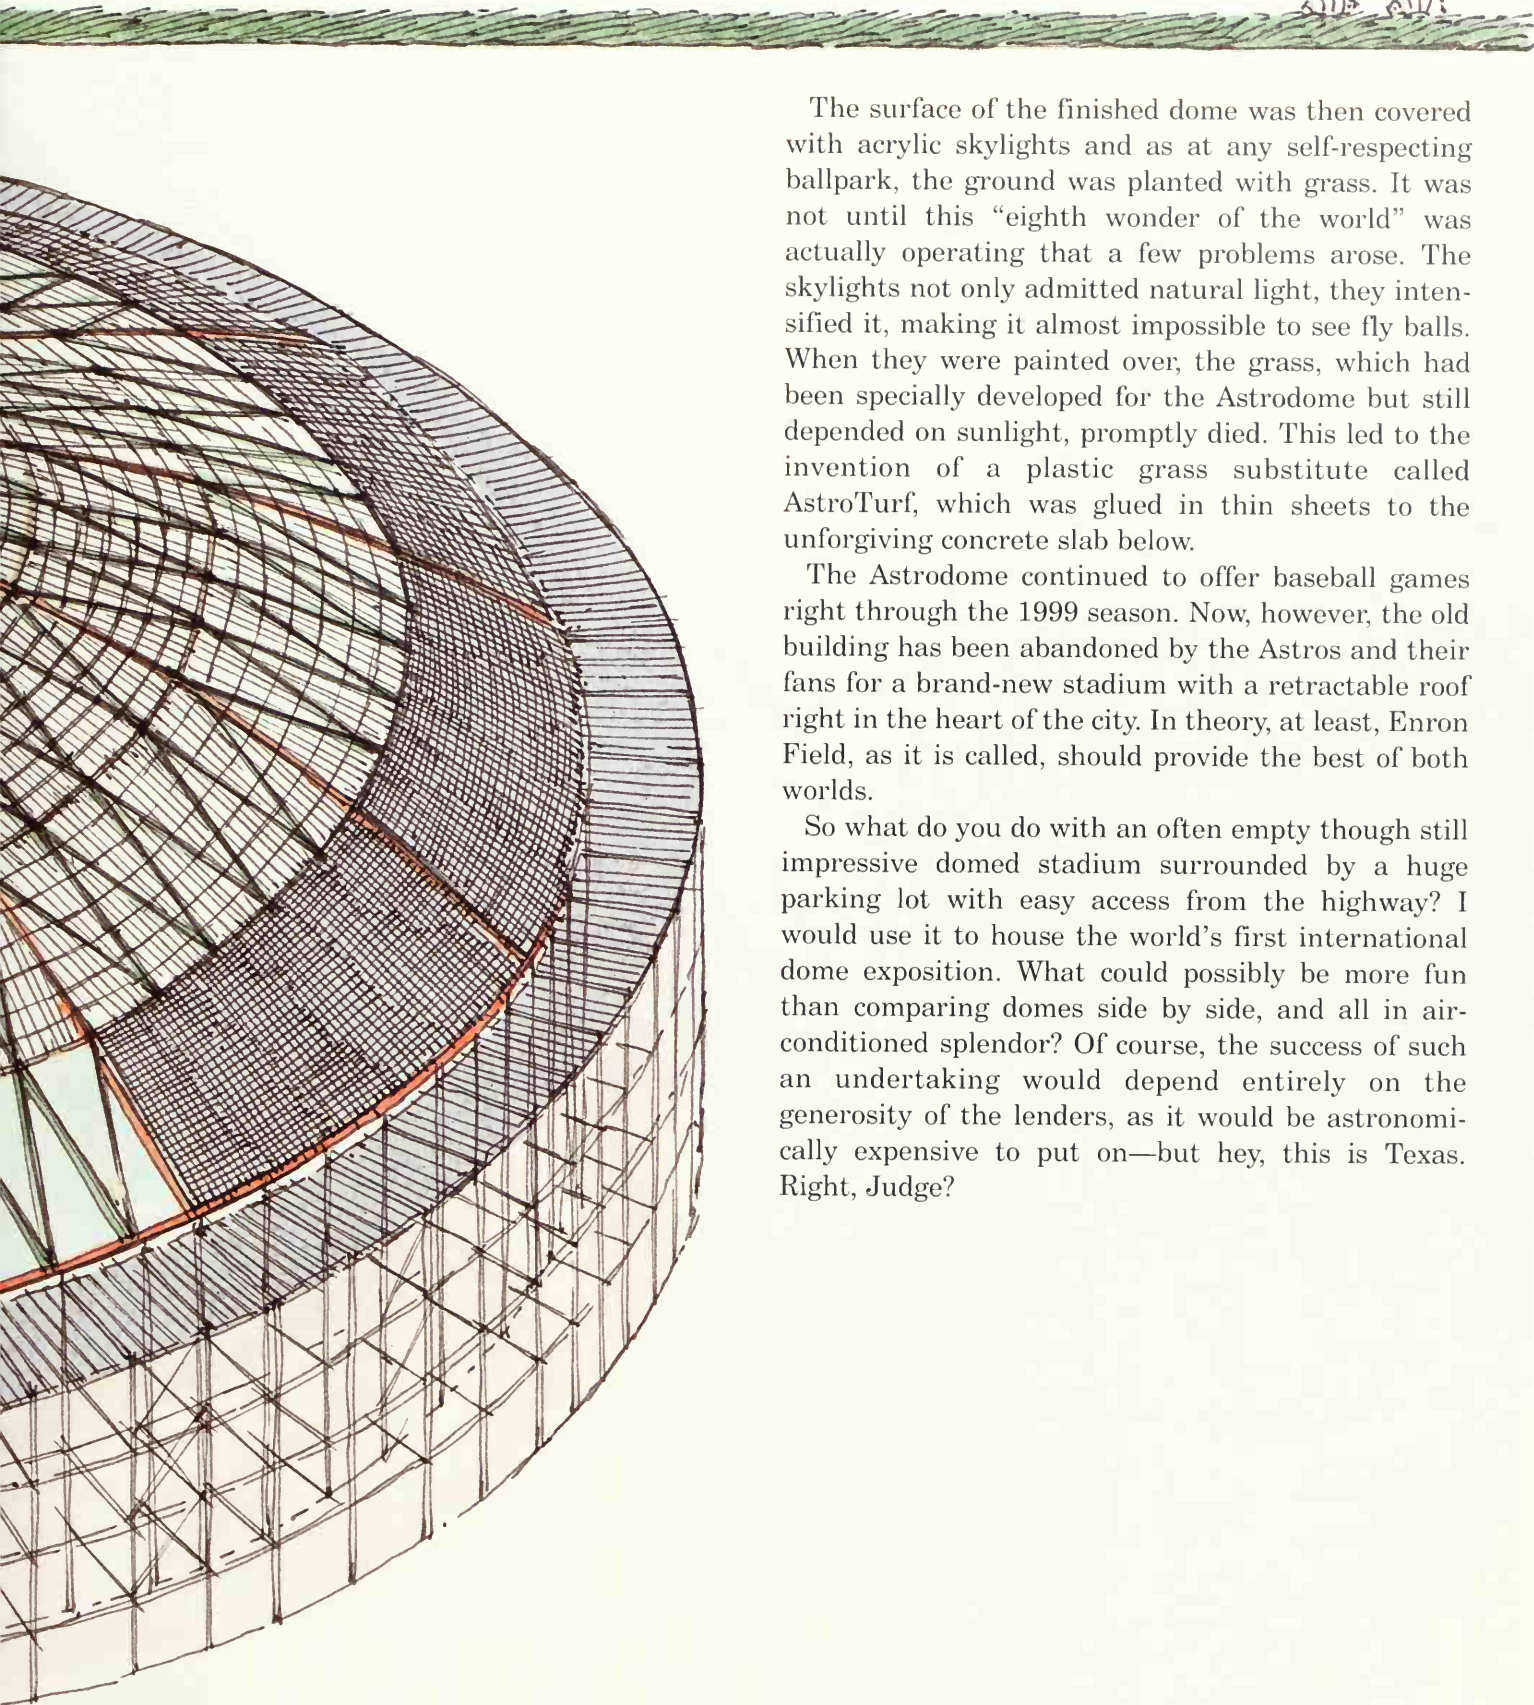 The surface of the finished dome was then covered
with acrylic skylights and as at any self-respecting
ballpark, the ground was planted with grass. It was
not until this “eighth wonder of the world” was
actually operating that a few problems arose. The
skylights not only admitted natural light, they inten-
sified it, making it almost impossible to see fly balls.
When they were painted over, the grass, which had
been specially developed for the Astrodome but still
depended on sunlight, promptly died. This led to the
invention of a plastic grass substitute called
AstroTurf, which was glued in thin sheets to the
unforgiving concrete slab below.
The Astrodome continued to offer baseball games
right through the 1999 season. Now, however, the old
building has been abandoned by the Astros and their
fans for a brand-new stadium with a retractable roof
right in the heart of the city. In theory, at least, Enron
Field, as it is called, should provide the best of both
worlds.
So what do you do with an often empty though still
impressive domed stadium surrounded by a huge
parking lot with easy access from the highway? I
would use it to house the world’s first international
dome exposition. What could possibly be more fun
than comparing domes side by side, and all in air-
conditioned splendor? Of course, the success of such
an undertaking would depend entirely on the
generosity of the lenders, as it would be astronomi-
cally expensive to put on—but hey, this is Texas.
Right, Judge?